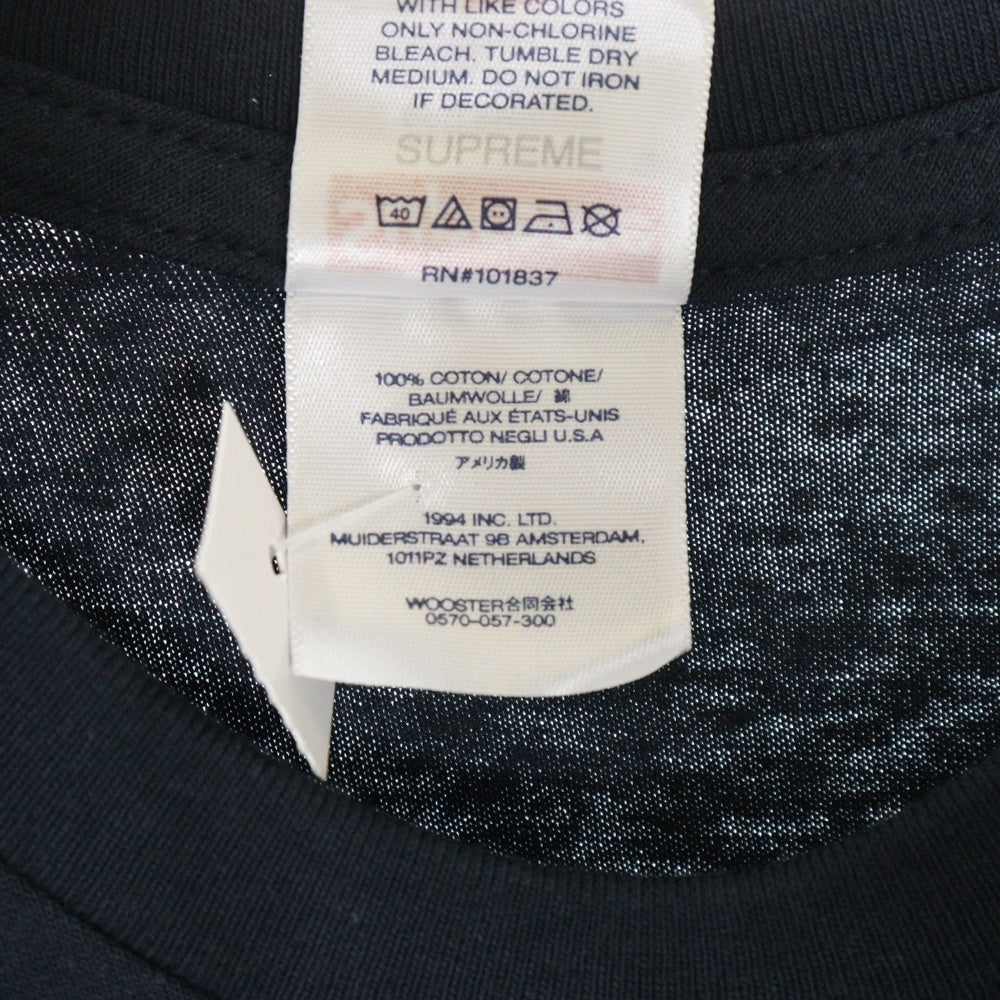 WITH LIKE COLORS
ONLY NON-CHLORINE
BLEACH. TUMBLE DRY
MEDIUM. DO NOT IRON
IF DECORATED.
SUPREME
40
RN#101837
100% COTON/ COTONE/
BAUMWOLLE/ 綿
FABRIQUÉ AUX ÉTATS-UNIS
PRODOTTO NEGLI U.S.A
アメリカ製
1994 INC. LTD.
MUIDERSTRAAT 9B AMSTERDAM,
1011PZ NETHERLANDS
WOOSTER合同会社
0570-057-300